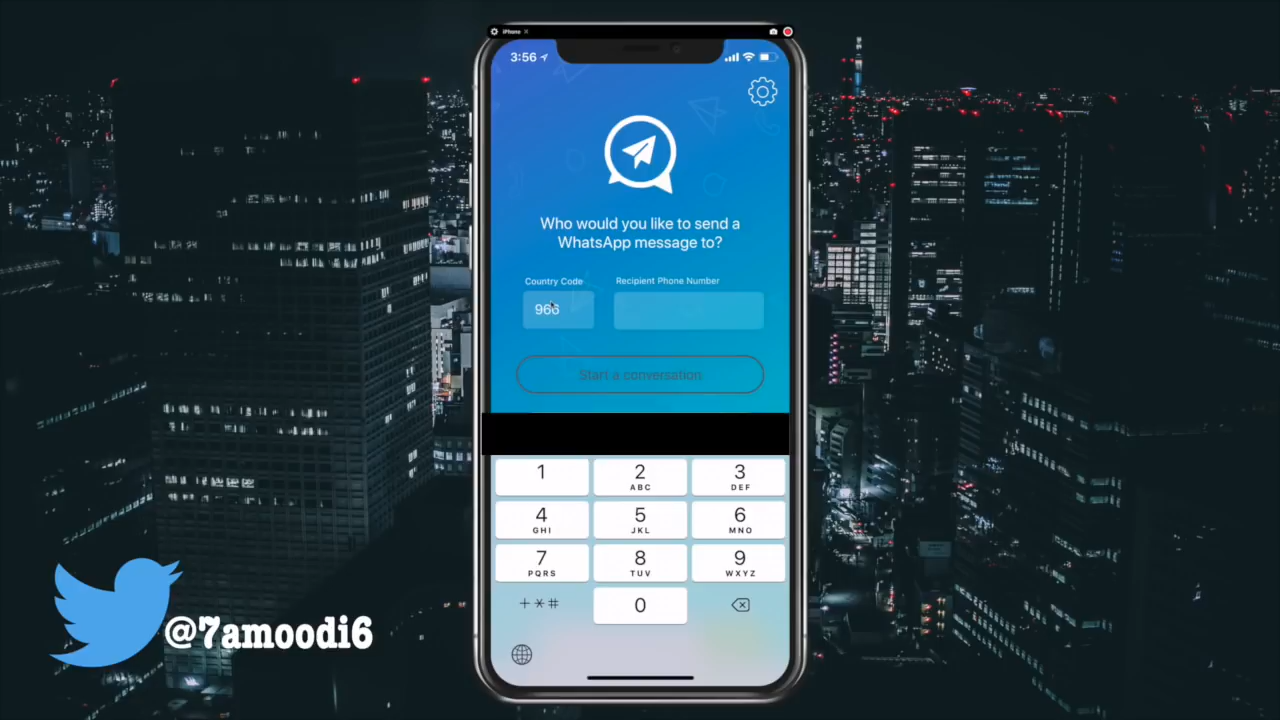 iPhone
3:56
Who would you like to send a
WhatsApp message to?
Country Code
Recipient Phone Number
966
Start a conversation
1
2
ABC
3
DEF
4
GHI
5
JKL
6
MNO
7
PQRS
8
TUV
9
WXYZ
+*#
0
@7amoodi6